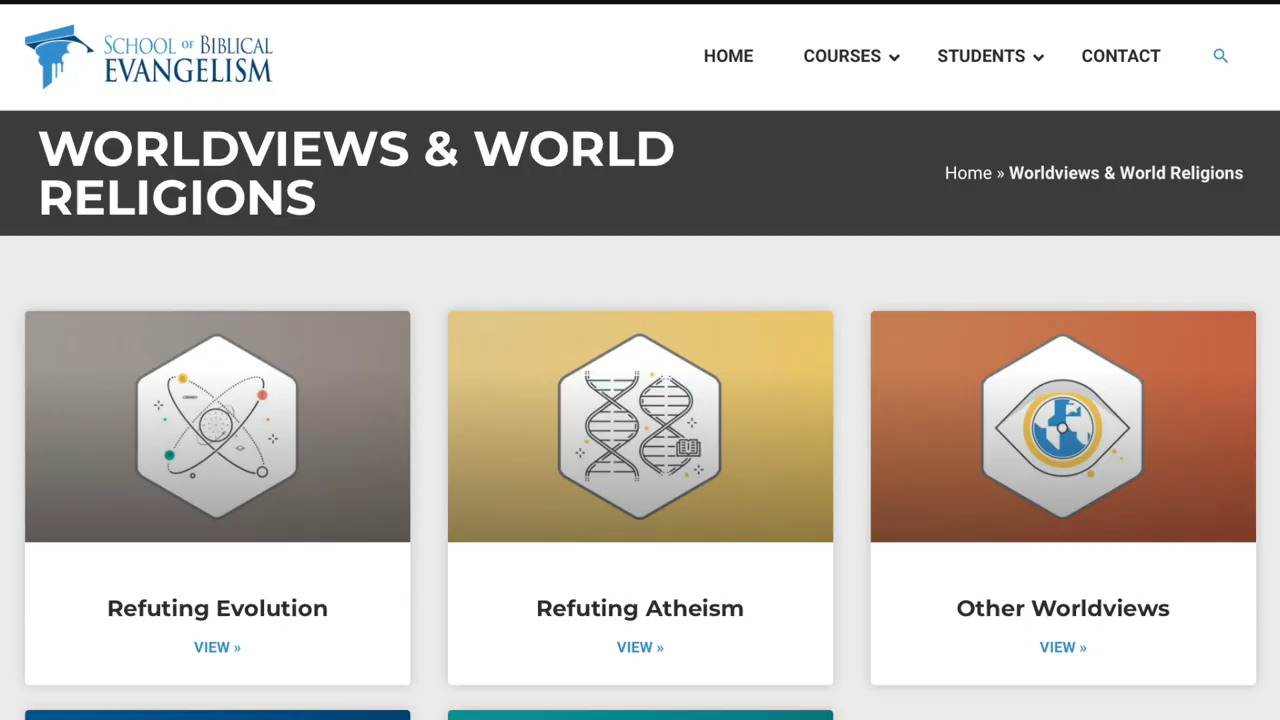 SCHOOL OF BIBLICAL
EVANGELISM
HOME
COURSES
STUDENTS
CONTACT
WORLDVIEWS & WORLD
RELIGIONS
Home » Worldviews & World Religions
Refuting Evolution
VIEW »
Refuting Atheism
VIEW »
Other Worldviews
VIEW »